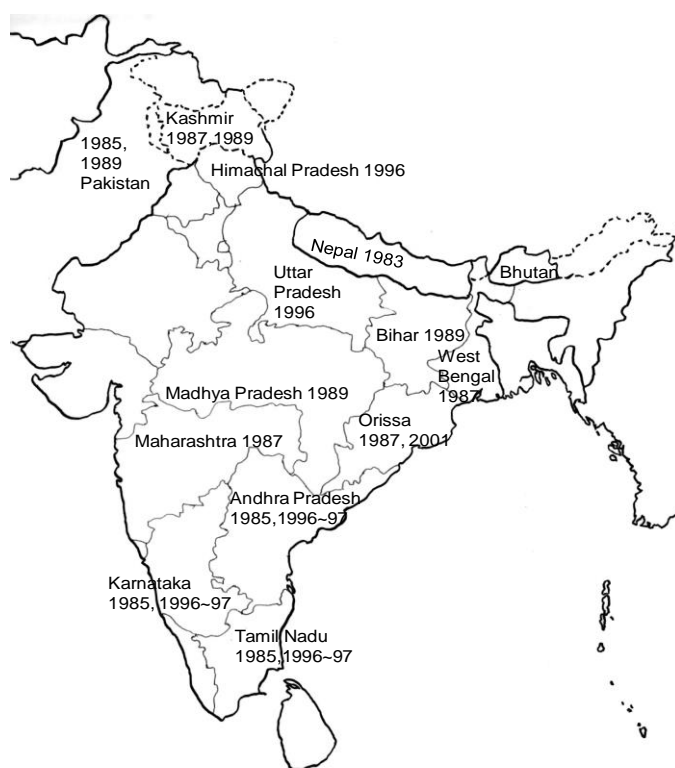 Kashmir
1987,1989
1985,
1989
Pakistan
Himachal Pradesh 1996
Nepal 1983
Bhutan
Uttar
Pradesh
1996
Bihar 1989
West
Bengal
1987
Madhya Pradesh 1989
Orissa
1987, 2001
Maharashtra 1987
Andhra Pradesh
1985,1996~97
Karnataka
1985, 1996~97
Tamil Nadu
1985,1996~97